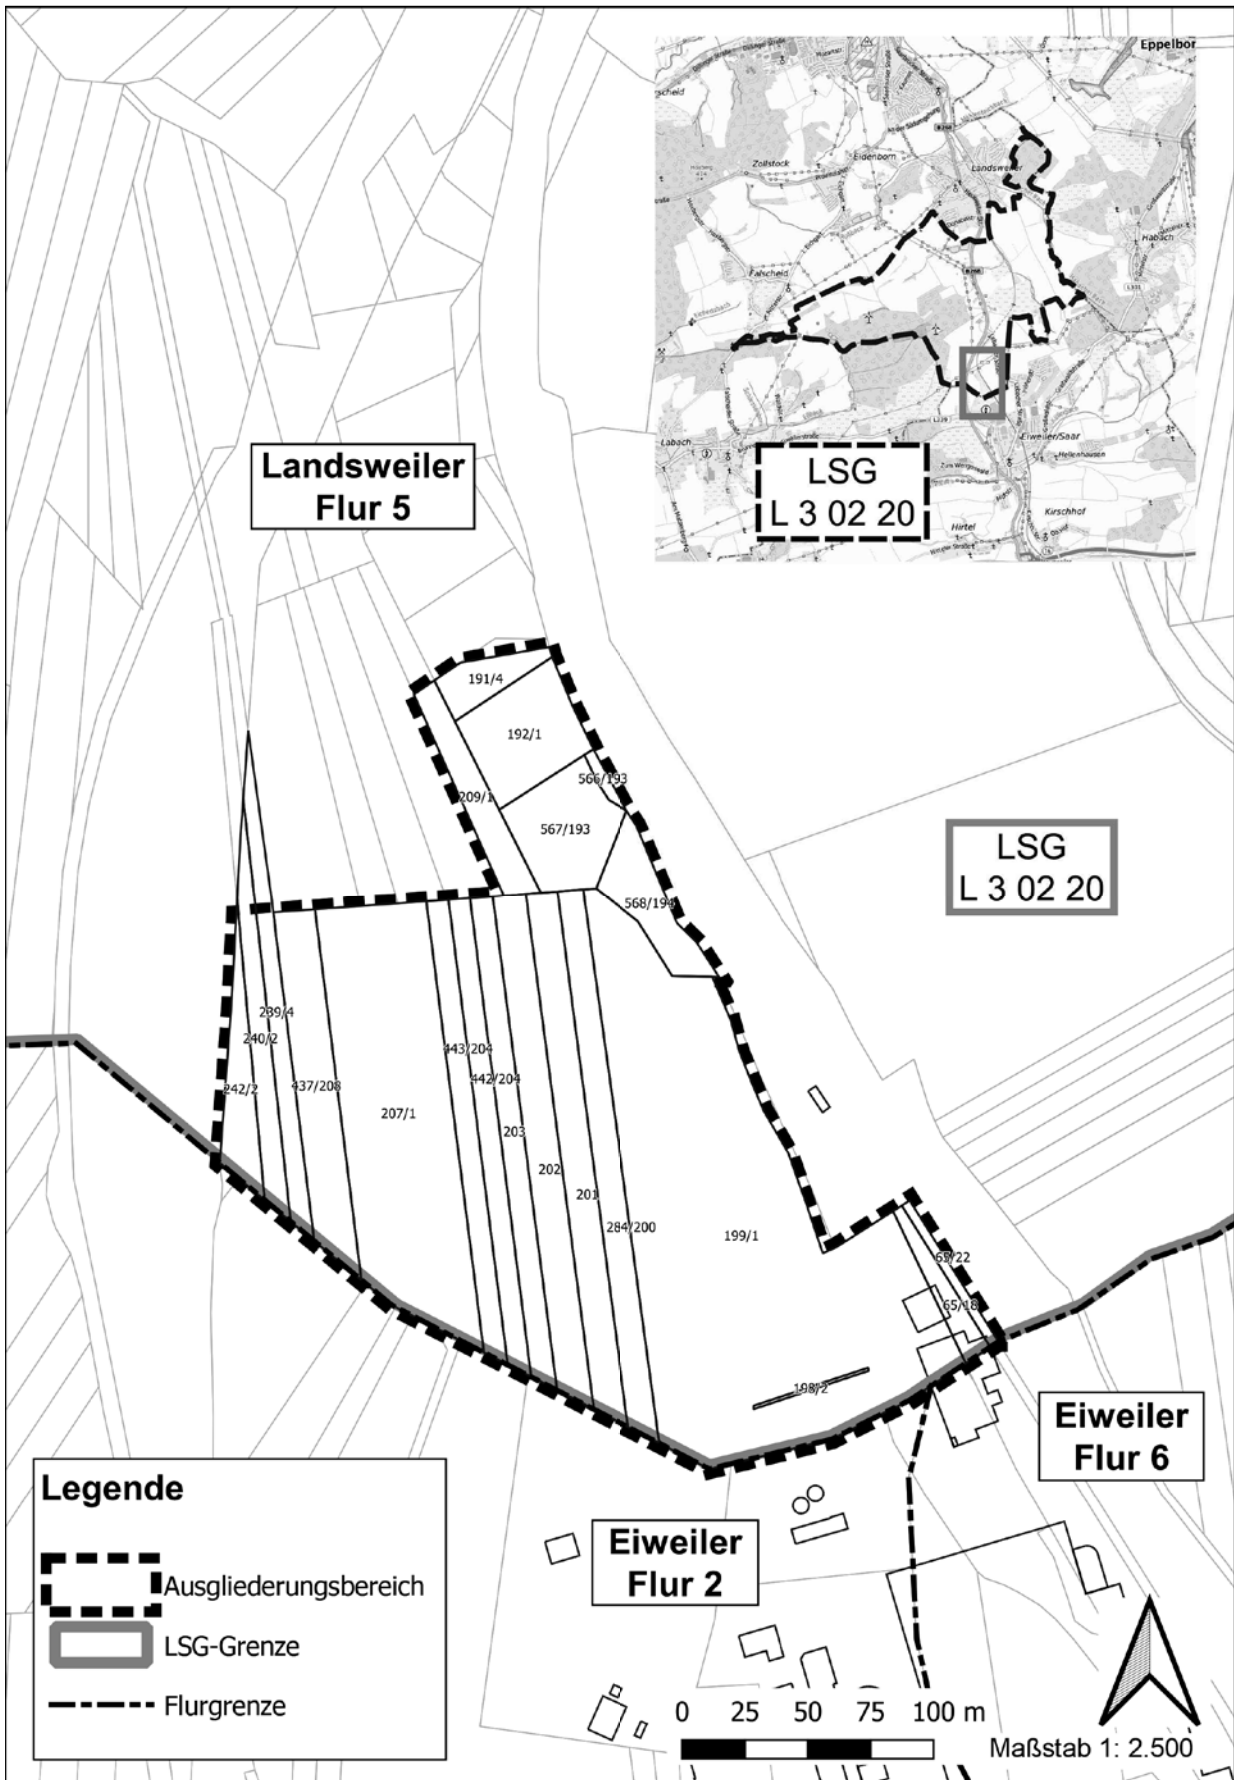 Eppelbor
Zollstock
Eidenborn
Landsweiler
Habach
Falscheid
B 268
Labach
Eiweiler/Saar
Hellenhausen
Kirschhof
Hirtel
LSG
L 3 02 20
Landsweiler
Flur 5
LSG
L 3 02 20
191/4
192/1
566/193
209/1
567/193
568/194
239/4
240/2
443/204
442/204
242/2
437/208
207/1
203
202
201
284/200
199/1
65/22
65/18
198/2
Eiweiler
Flur 6
Eiweiler
Flur 2
Legende
Ausgliederungsbereich
LSG-Grenze
Flurgrenze
0 25 50 75 100 m
Maßstab 1: 2.500